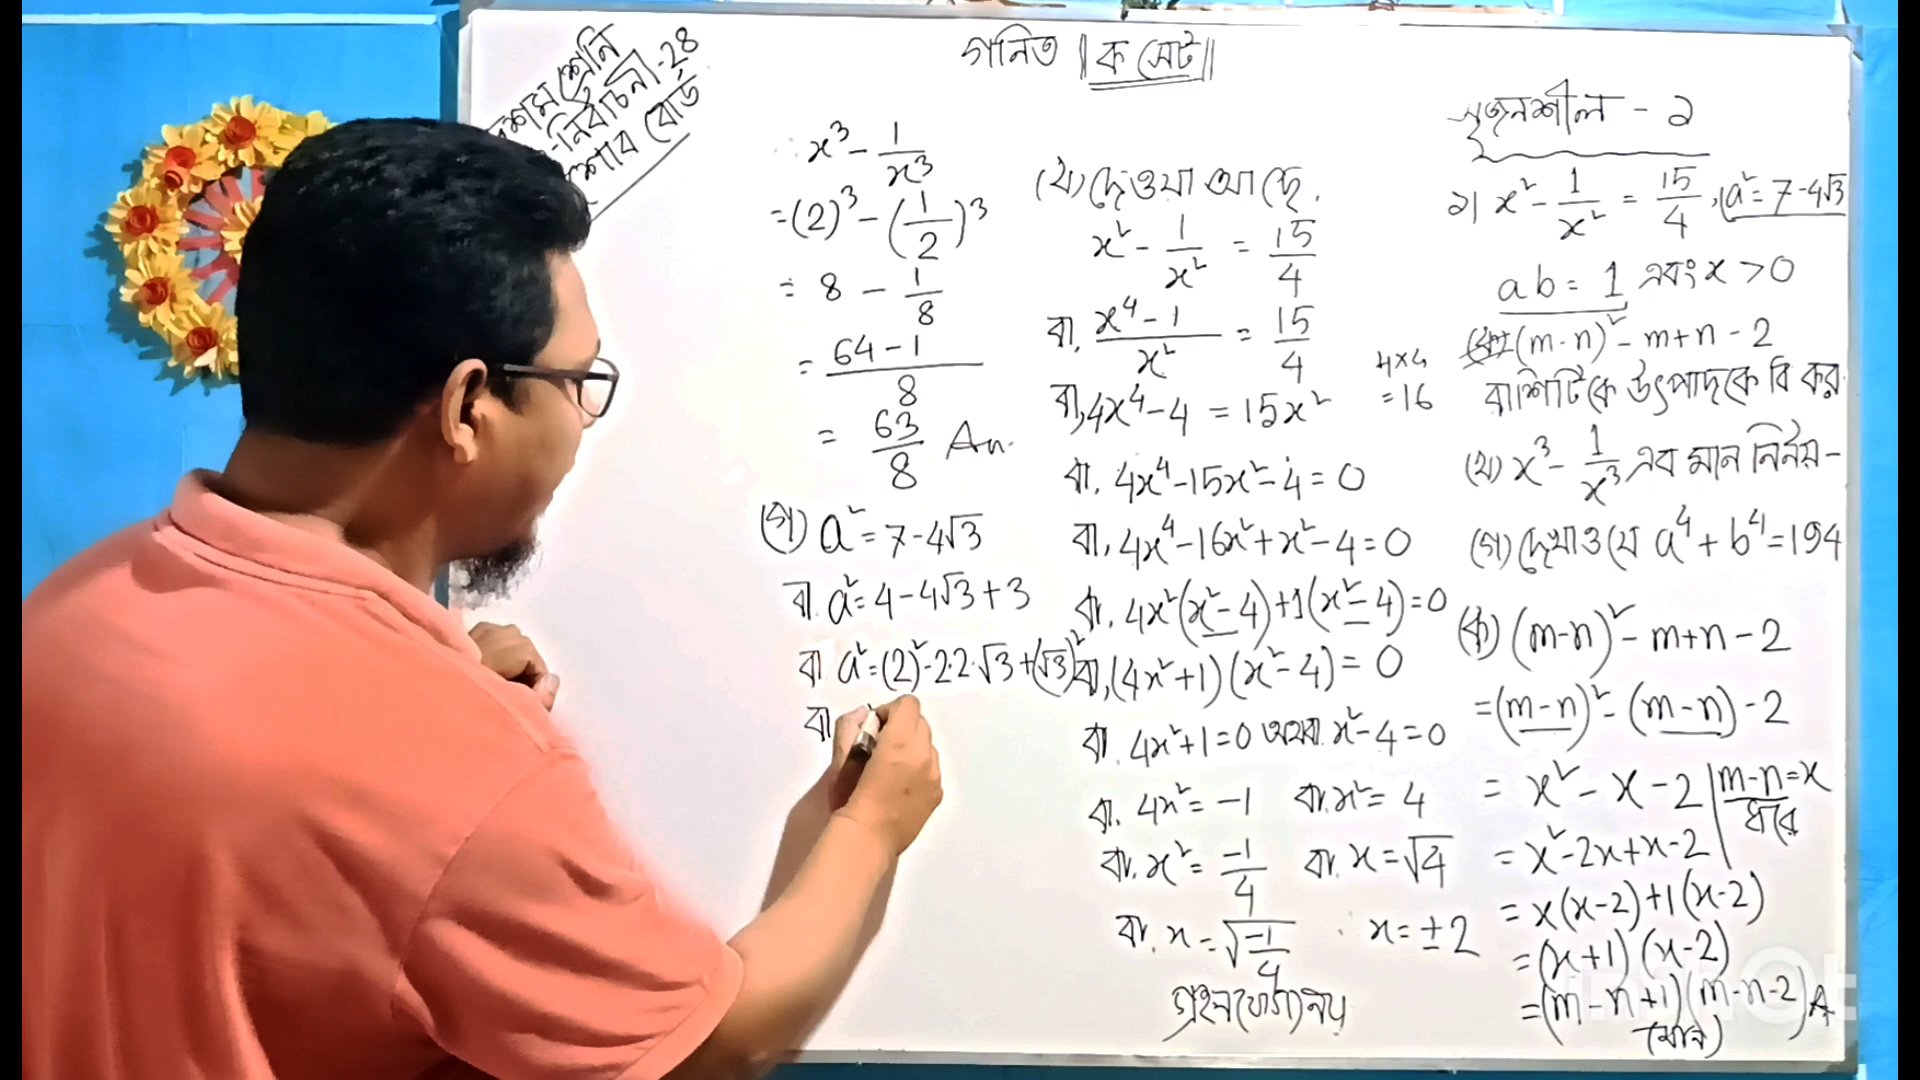 গনিত || ক সেট ||
নির্বাচনী-২৪
বোর্ড
সৃজনশীল - ১
১। x² - 1/x² = 15/4, a² = 7 - 4√3
ab = 1 এবং x > 0
(m-n)² - m+n - 2
রাশিটিকে উৎপাদকে বি কর
(খ) x³ - 1/x³ এর মান নির্নয় -
(গ) দেখাও যে a⁴ + b⁴ = 194
(ক) (m-n)² - m+n - 2
= (m-n)² - (m-n) - 2
= x² - x - 2 | m-n = x ধরে
= x² - 2x + x - 2
= x(x-2) + 1(x-2)
= (x+1) (x-2)
= (m-n+1) (m-n-2) A
(খ) দেওয়া আছে,
x² - 1/x² = 15/4
বা, x⁴ - 1/x² = 15/4
বা, 4x⁴ - 4 = 15x²
4×4
= 16
বা, 4x⁴ - 15x² - 4 = 0
বা, 4x⁴ - 16x² + x² - 4 = 0
বা, 4x²(x² - 4) + 1(x² - 4) = 0
বা, (4x² + 1) (x² - 4) = 0
বা, 4x² + 1 = 0 অথবা x² - 4 = 0
বা, 4x² = -1 বা, x² = 4
বা, x² = -1/4 বা, x = √4
বা, x = √-1/4 x = ±2
গ্রহনযোগ্য নয়
x³ - 1/x³
= (2)³ - (1/2)³
= 8 - 1/8
= 64 - 1/8
= 63/8 An.
(গ) a² = 7 - 4√3
বা, a² = 4 - 4√3 + 3
বা a² = (2)² - 2·2·√3 + (√3)²
বা